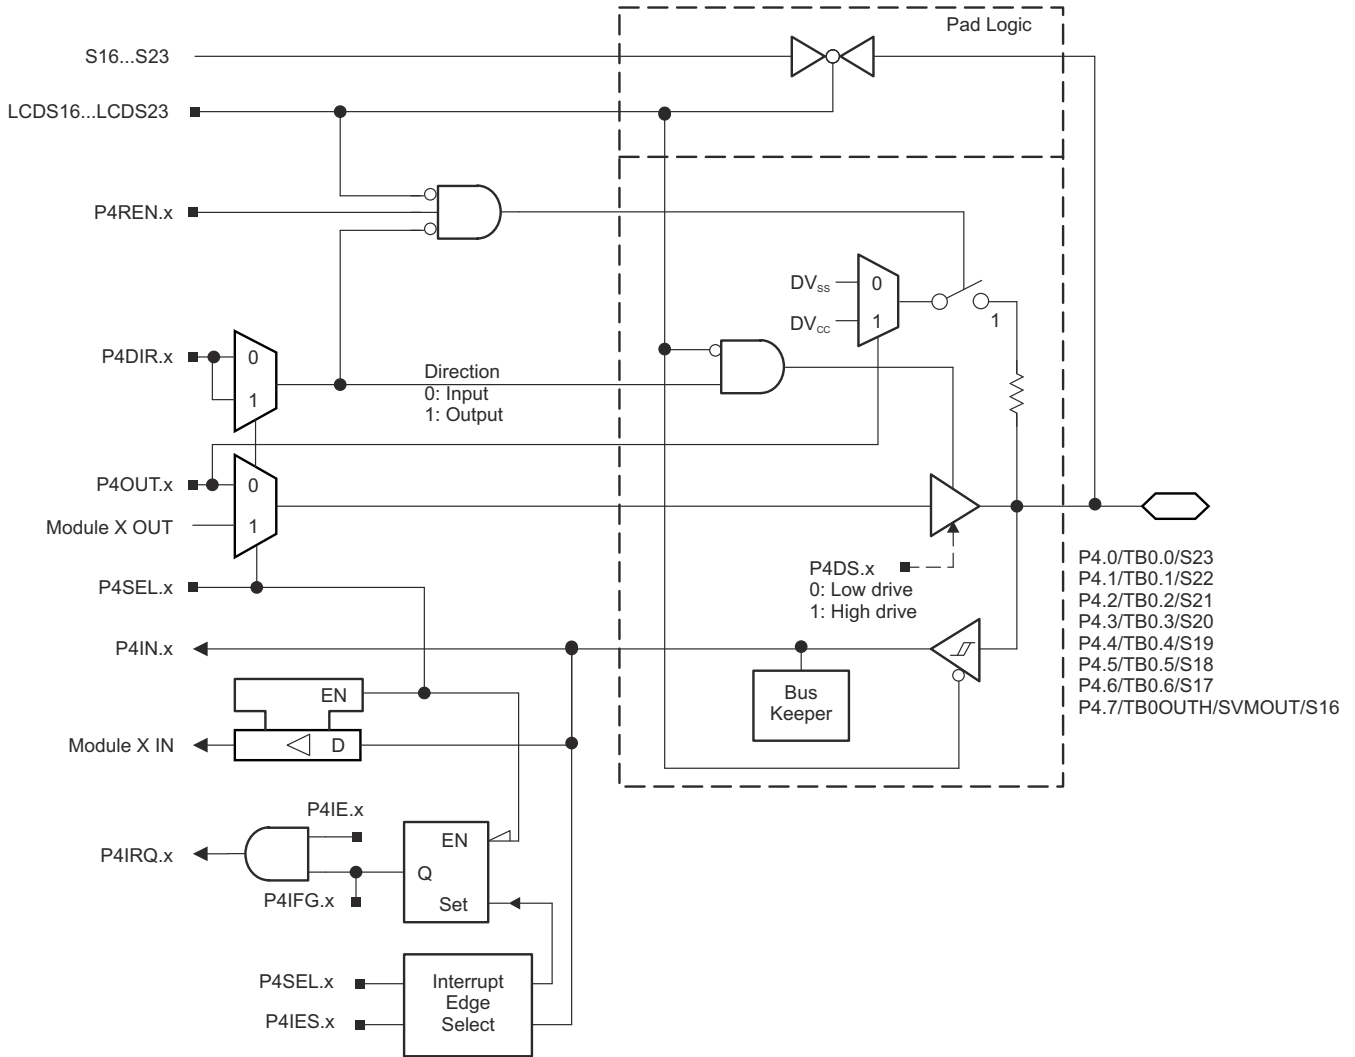 Pad Logic
S16...S23
LCDS16...LCDS23
P4REN.x
DVSS
0
DVCC
1
1
P4DIR.x
0
1
Direction
0: Input
1: Output
P4OUT.x
0
Module X OUT
1
P4DS.x
0: Low drive
1: High drive
P4SEL.x
P4.0/TB0.0/S23
P4.1/TB0.1/S22
P4.2/TB0.2/S21
P4.3/TB0.3/S20
P4.4/TB0.4/S19
P4.5/TB0.5/S18
P4.6/TB0.6/S17
P4.7/TB0OUTH/SVMOUT/S16
P4IN.x
Bus
Keeper
EN
Module X IN
D
P4IE.x
P4IRQ.x
P4IFG.x
EN
Q
Set
P4SEL.x
P4IES.x
Interrupt
Edge
Select